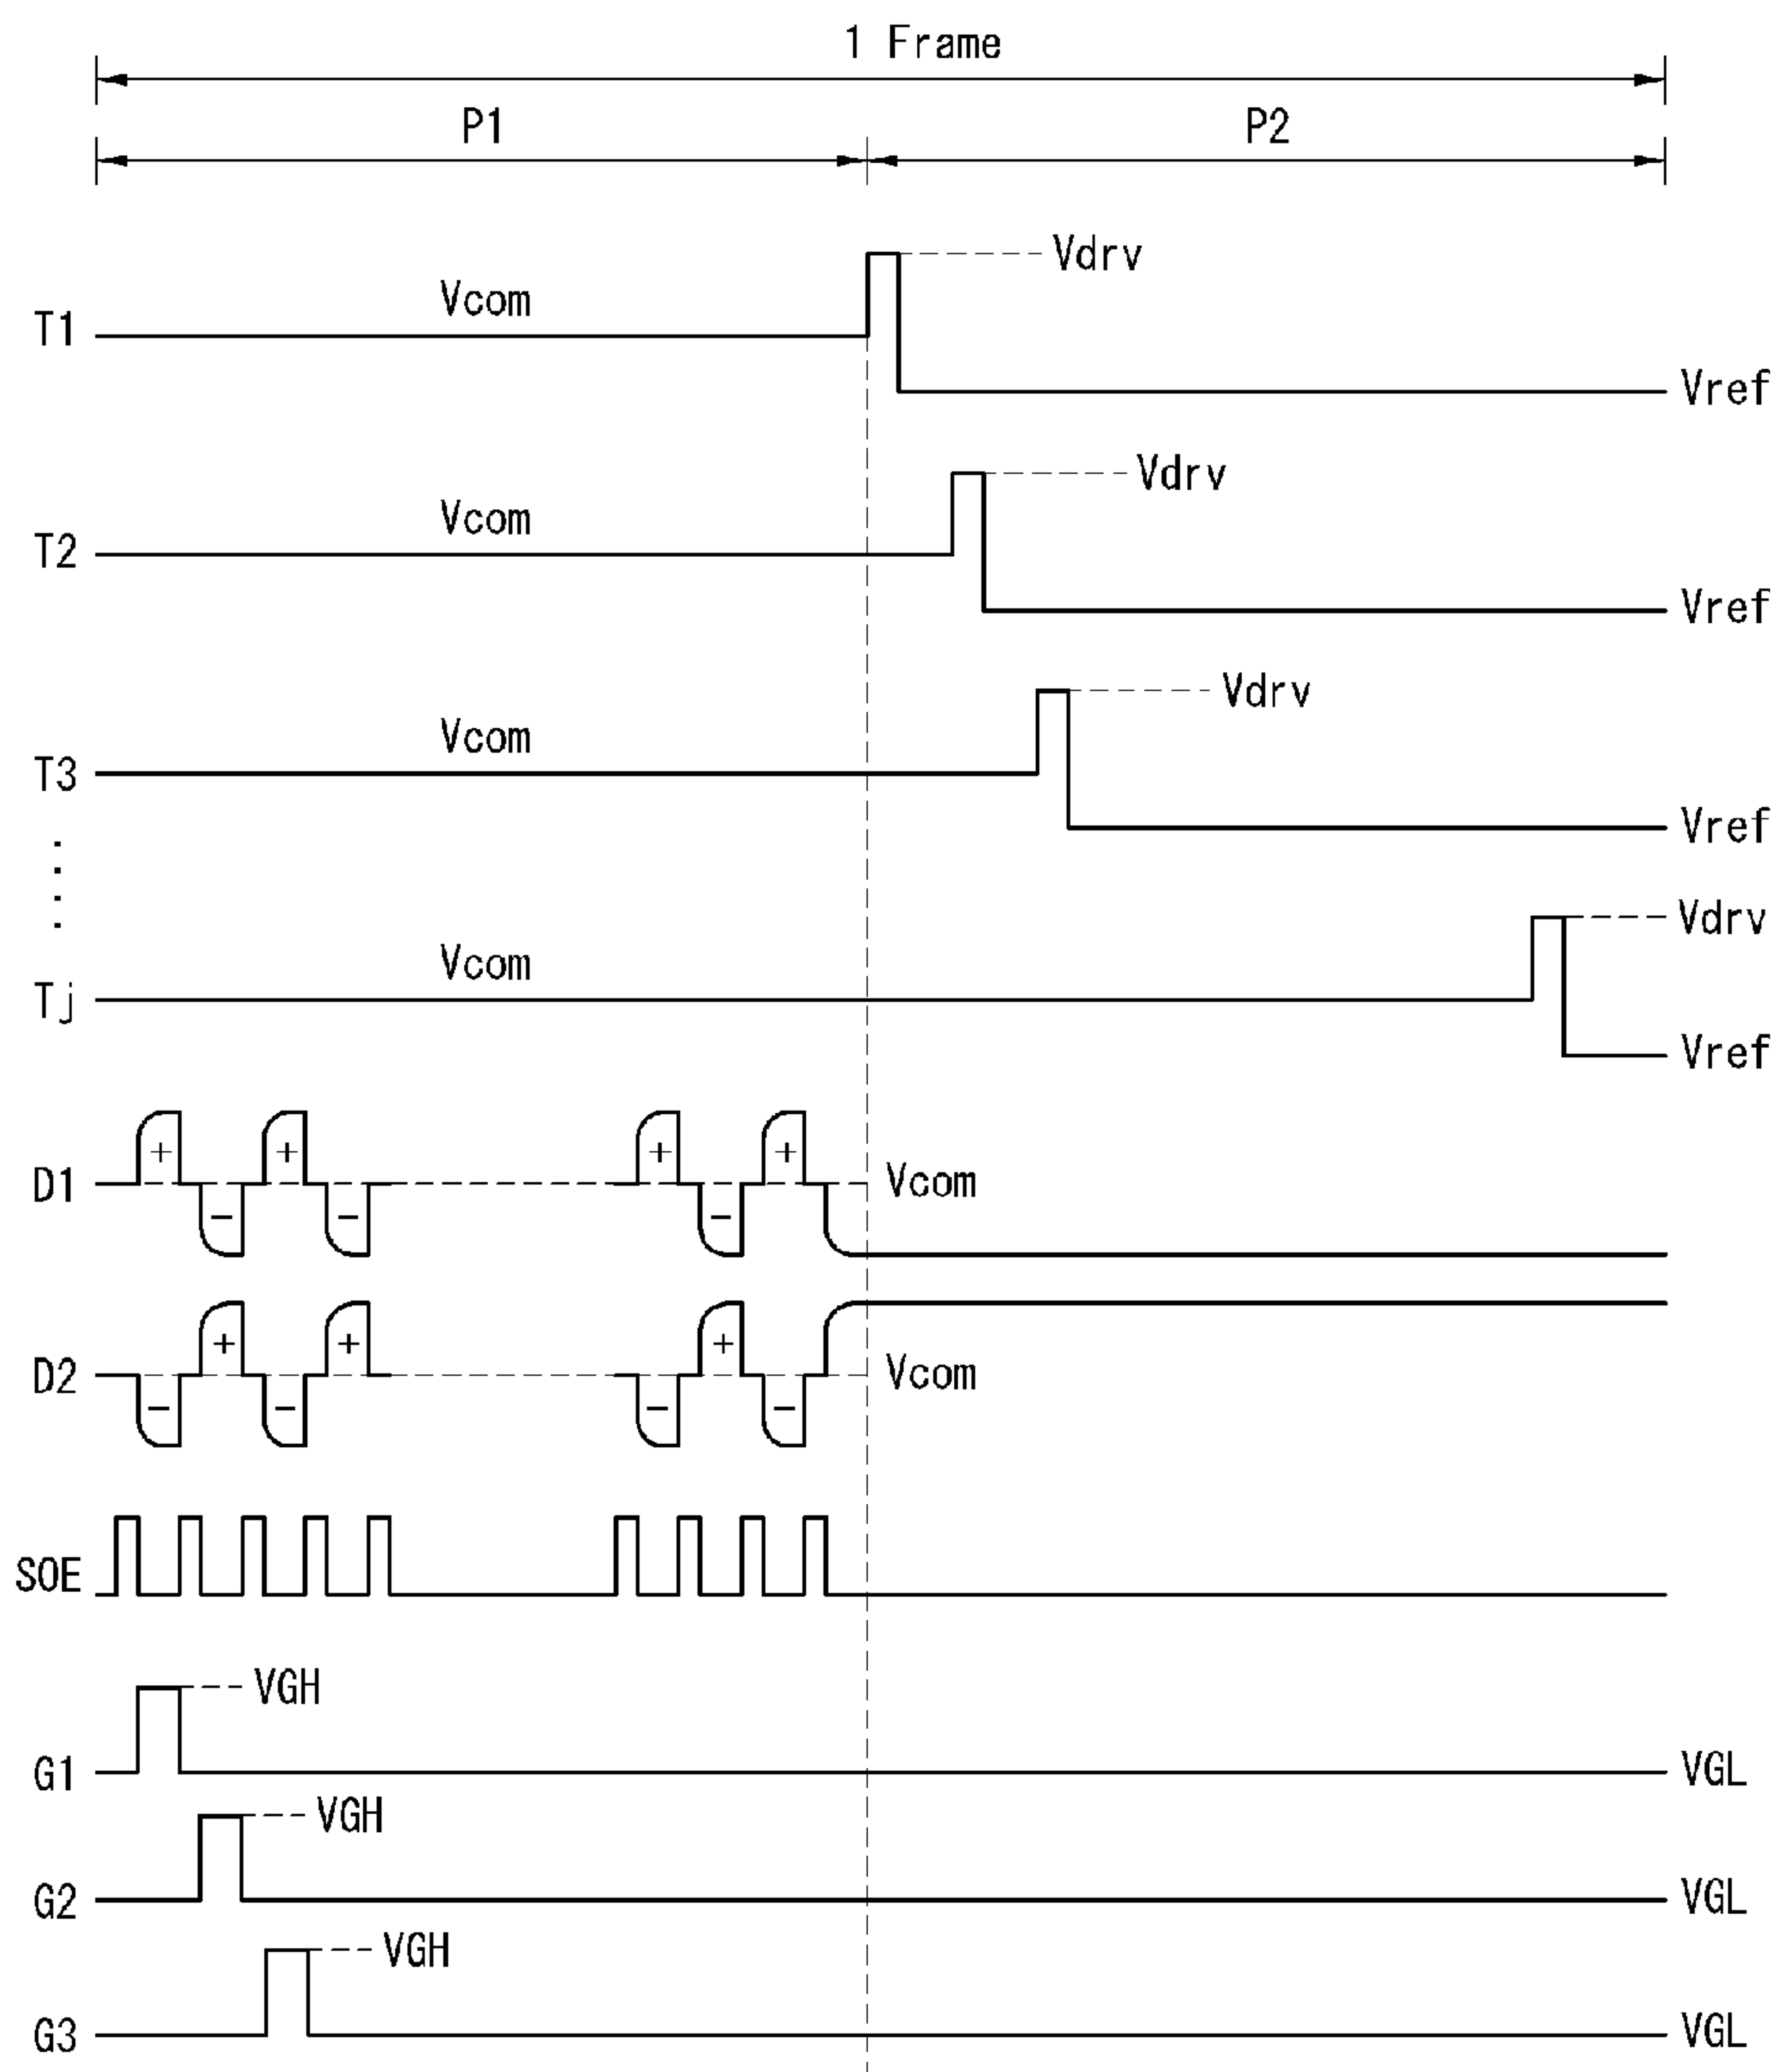 1 Frame
P1 P2
Vdrv
Vcom
T1
Vref
Vdrv
Vcom
T2
Vref
Vdrv
Vcom
T3
Vref
Vdrv
Vcom
Tj
Vref
+ + + +
D1 Vcom
- - -
+ + +
D2 Vcom
- - - -
SOE
VGH
G1 VGL
VGH
G2 VGL
VGH
G3 VGL